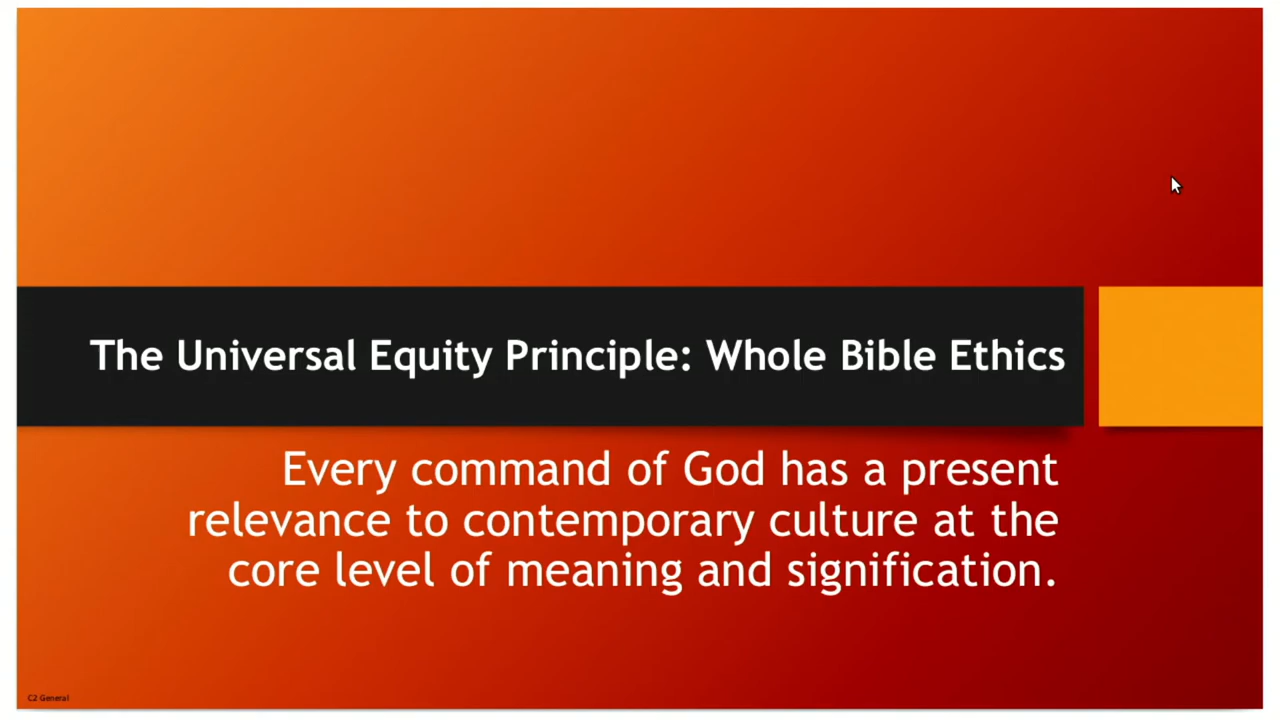 The Universal Equity Principle: Whole Bible Ethics
Every command of God has a present
relevance to contemporary culture at the
core level of meaning and signification.
C2 General